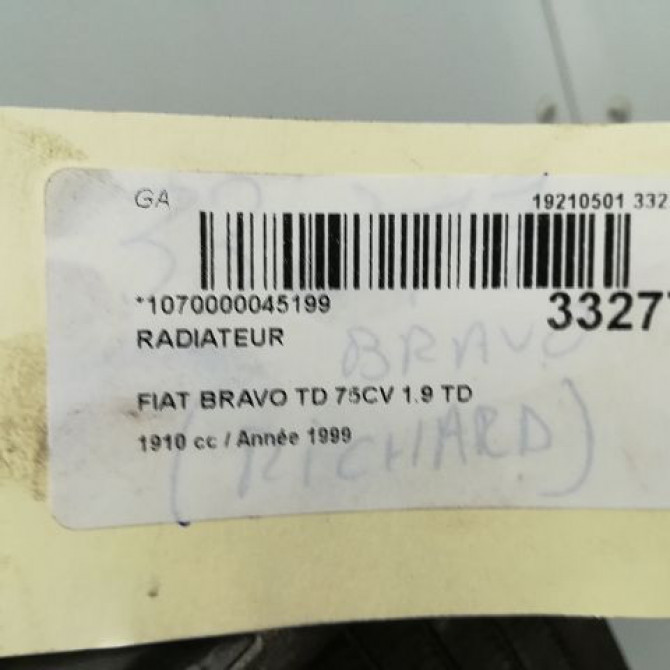 GA
19210501 332
*1070000045199
3327
RADIATEUR
BRAVO
FIAT BRAVO TD 75CV 1.9 TD
1910 cc / Année 1999
(RICHARD)